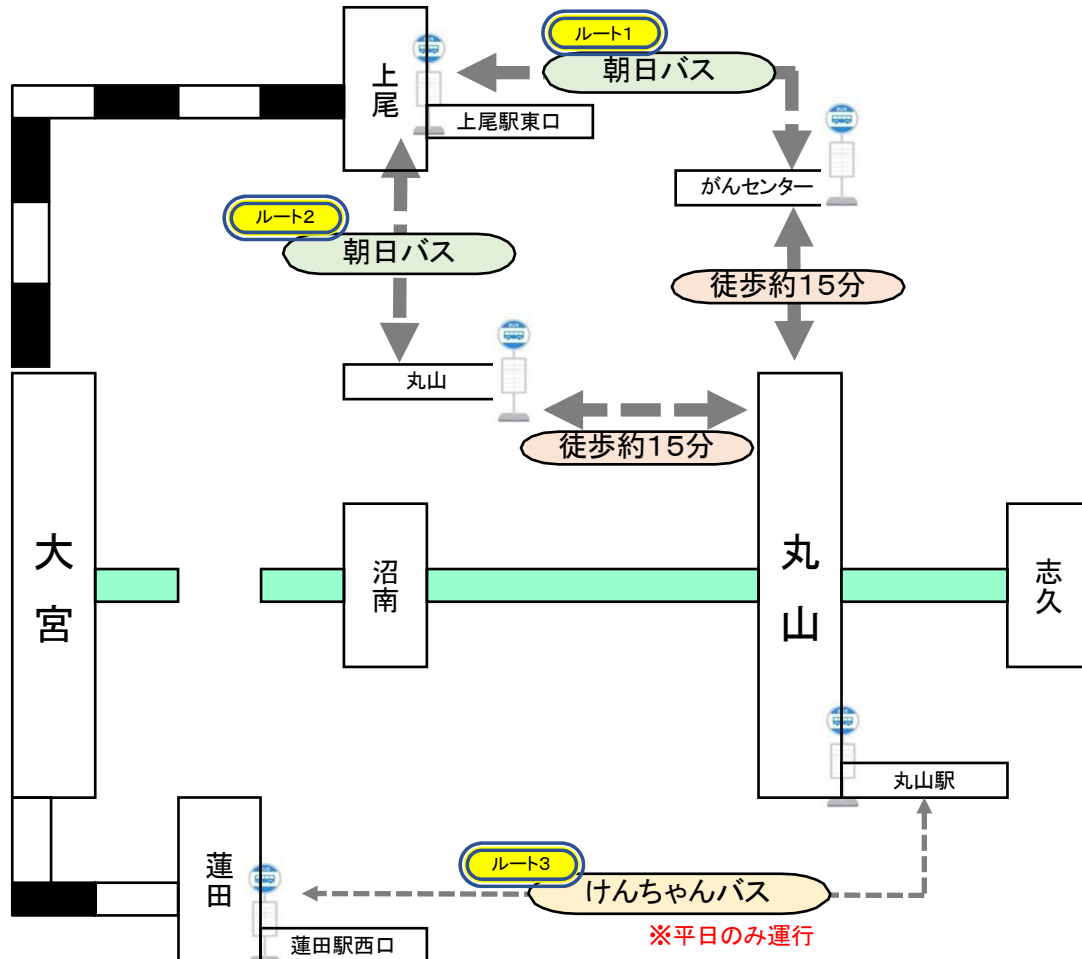 ルート1
朝日バス
上尾
上尾駅東口
がんセンター
ルート2
朝日バス
徒歩約15分
丸山
徒歩約15分
大宮
沼南
丸山
志久
丸山駅
蓮田
ルート3
けんちゃんバス
※平日のみ運行
蓮田駅西口